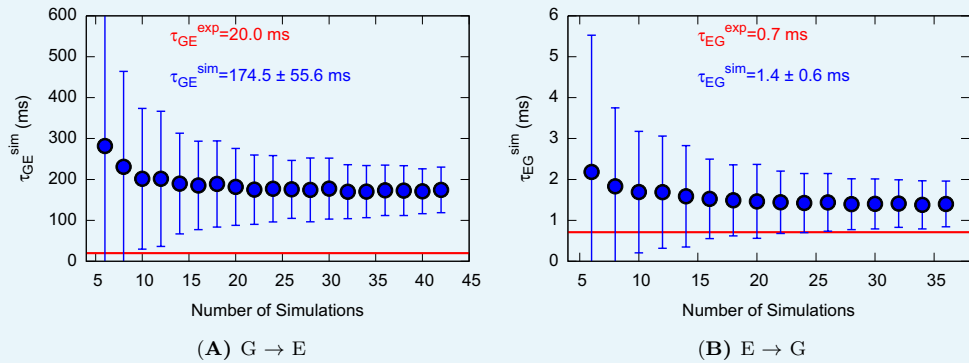 600
500
400
300
200
100
0
τGE^sim (ms)
τGE^exp=20.0 ms
τGE^sim=174.5 ± 55.6 ms
5 10 15 20 25 30 35 40 45
Number of Simulations
(A) G → E
6
5
4
3
2
1
0
τEG^sim (ms)
τEG^exp=0.7 ms
τEG^sim=1.4 ± 0.6 ms
5 10 15 20 25 30 35
Number of Simulations
(B) E → G